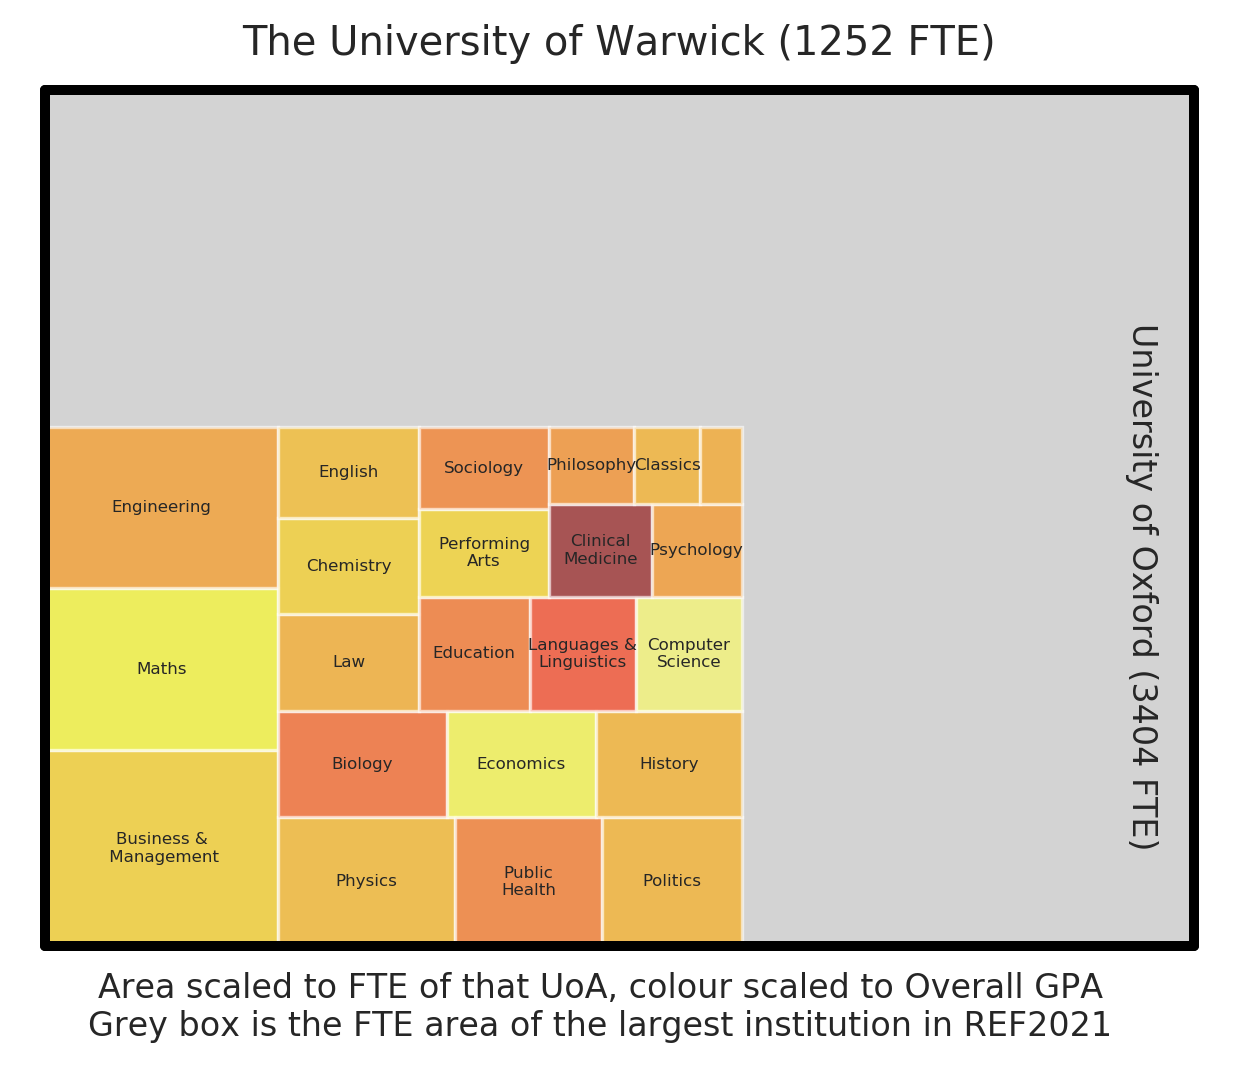 The University of Warwick (1252 FTE)
Engineering
English
Sociology
Philosophy
Classics
Chemistry
Performing
Arts
Clinical
Medicine
Psychology
Maths
Law
Education
Languages &
Linguistics
Computer
Science
Biology
Economics
History
Business &
Management
Physics
Public
Health
Politics
University of Oxford (3404 FTE)
Area scaled to FTE of that UoA, colour scaled to Overall GPA
Grey box is the FTE area of the largest institution in REF2021